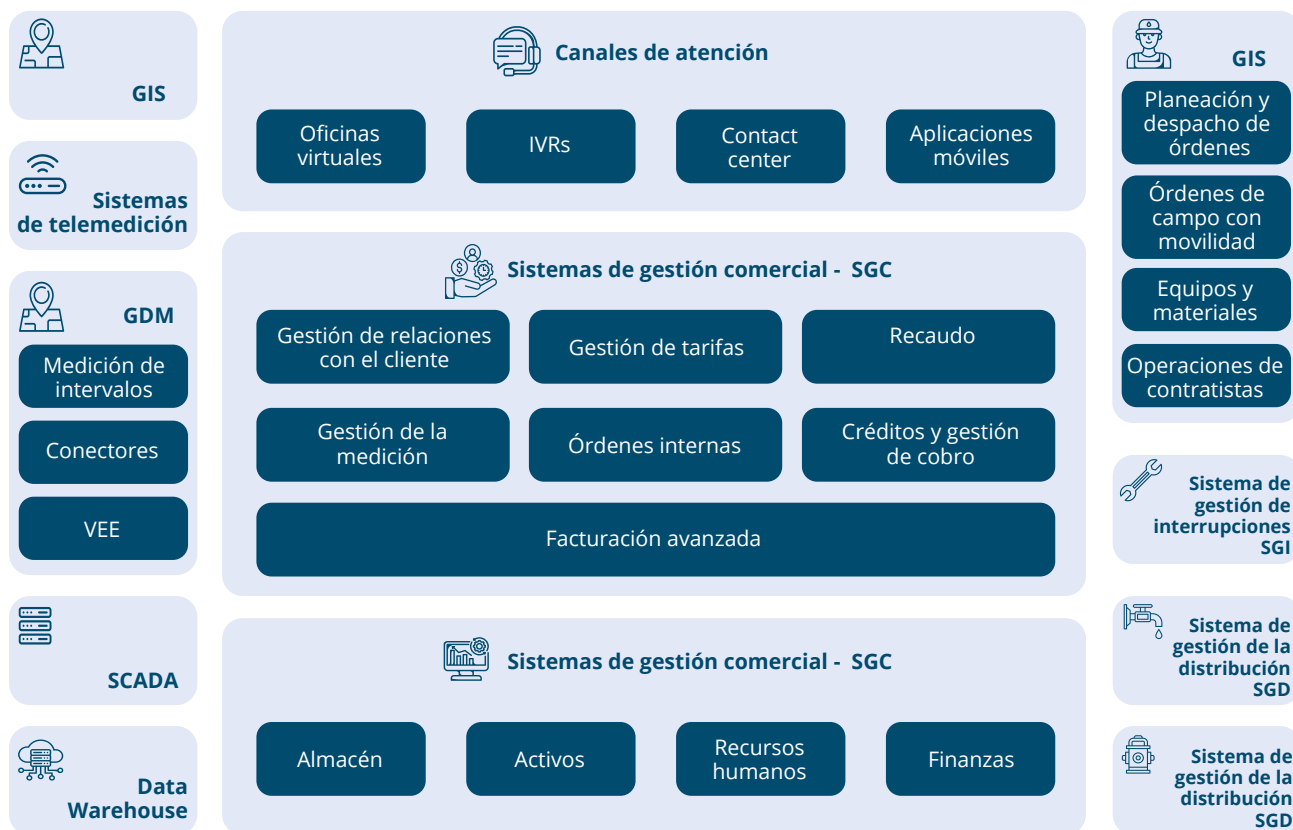 GIS
Sistemas
de telemedición
GDM
Medición de
intervalos
Conectores
VEE
SCADA
Data
Warehouse
Canales de atención
Oficinas
virtuales
IVRs
Contact
center
Aplicaciones
móviles
Sistemas de gestión comercial - SGC
Gestión de relaciones
con el cliente
Gestión de tarifas
Recaudo
Gestión de la
medición
Órdenes internas
Créditos y gestión
de cobro
Facturación avanzada
Sistemas de gestión comercial - SGC
Almacén
Activos
Recursos
humanos
Finanzas
GIS
Planeación y
despacho de
órdenes
Órdenes de
campo con
movilidad
Equipos y
materiales
Operaciones de
contratistas
Sistema de
gestión de
interrupciones
SGI
Sistema de
gestión de la
distribución
SGD
Sistema de
gestión de la
distribución
SGD